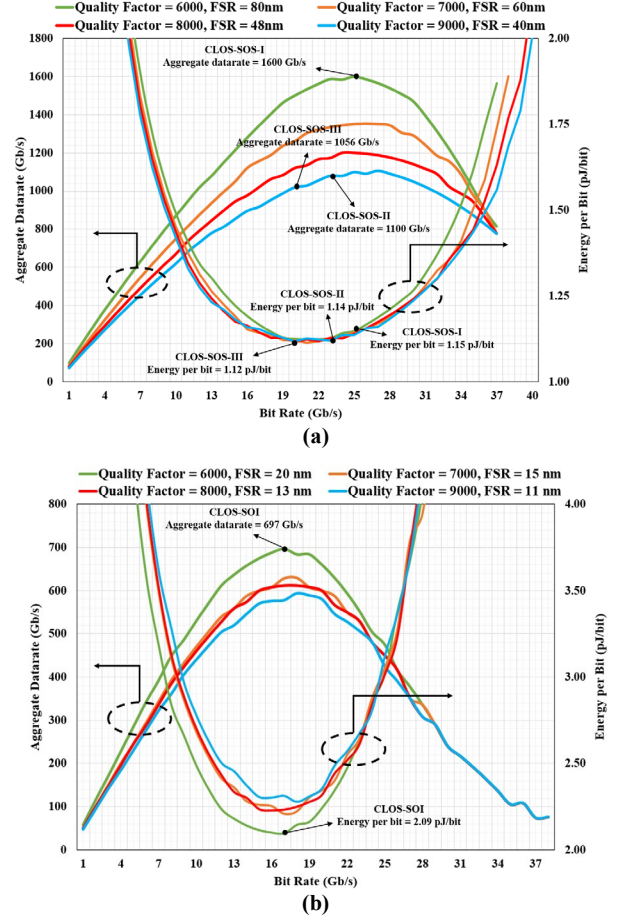 Quality Factor = 6000, FSR = 80nm
Quality Factor = 7000, FSR = 60nm
Quality Factor = 8000, FSR = 48nm
Quality Factor = 9000, FSR = 40nm
1800
1600
1400
1200
1000
800
600
400
200
0
Aggregate Datarate (Gb/s)
2.00
1.75
1.50
1.25
1.00
Energy per Bit (pJ/bit)
CLOS-SOS-I
Aggregate datarate = 1600 Gb/s
CLOS-SOS-III
Aggregate datarate = 1056 Gb/s
CLOS-SOS-II
Aggregate datarate = 1100 Gb/s
CLOS-SOS-II
Energy per bit = 1.14 pJ/bit
CLOS-SOS-I
Energy per bit = 1.15 pJ/bit
CLOS-SOS-III
Energy per bit = 1.12 pJ/bit
1 4 7 10 13 16 19 22 25 28 31 34 37 40
Bit Rate (Gb/s)
(a)
Quality Factor = 6000, FSR = 20 nm
Quality Factor = 7000, FSR = 15 nm
Quality Factor = 8000, FSR = 13 nm
Quality Factor = 9000, FSR = 11 nm
800
700
600
500
400
300
200
100
0
Aggregate Datarate (Gb/s)
4.00
3.50
3.00
2.50
2.00
Energy per Bit (pJ/bit)
CLOS-SOI
Aggregate datarate = 697 Gb/s
CLOS-SOI
Energy per bit = 2.09 pJ/bit
1 4 7 10 13 16 19 22 25 28 31 34 37
Bit Rate (Gb/s)
(b)